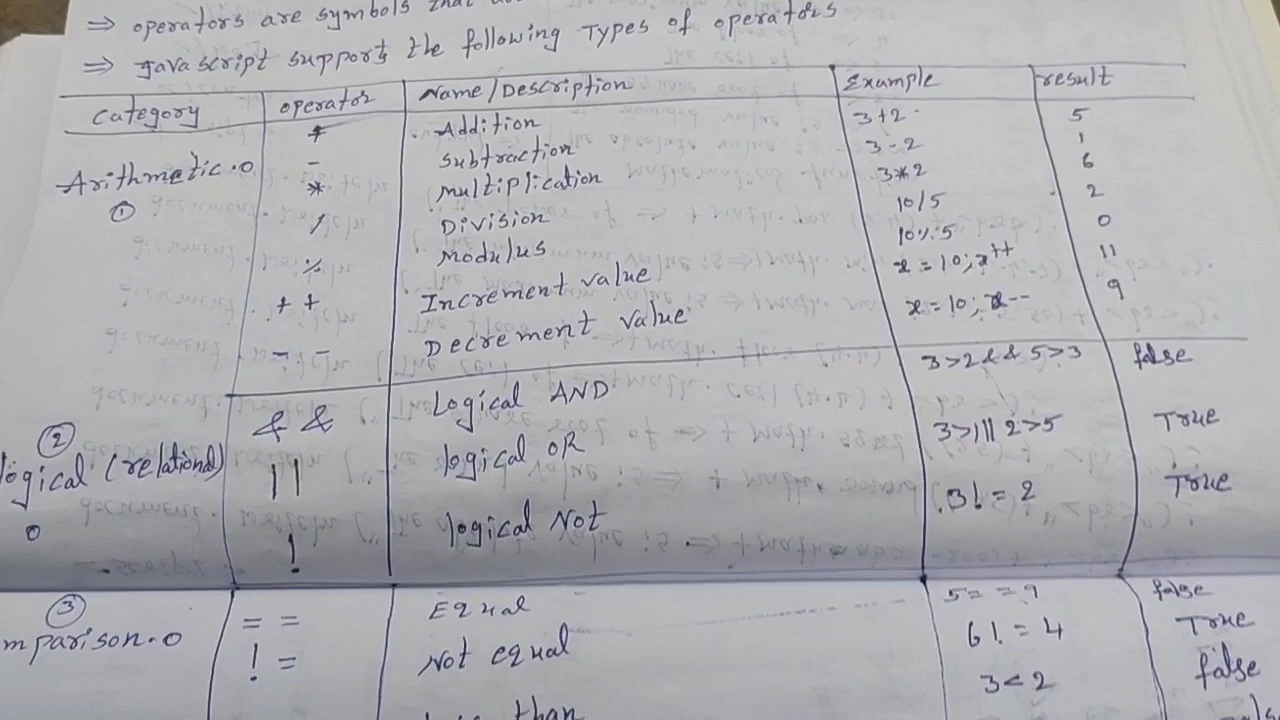 ⇒ operators are symbols that
⇒ Javascript supports the following Types of operators
Category operator Name/Description Example result
Arithmetic.o + Addition 3+2 5
- Subtraction 3-2 1
* Multiplication 3*2 6
/ Division 10/5 2
% Modulus 10%5 0
++ Increment value x=10; x++ 11
-- Decrement value x=10; x-- 9
①
② logical (relational) o && Logical AND 3>2 && 5>3 false
|| logical OR 3>1 || 2>5 True
! logical Not 3!=2 True
③ mparison.o == Equal 5==9 false
!= Not equal 6!=4 True
than 3<2 false